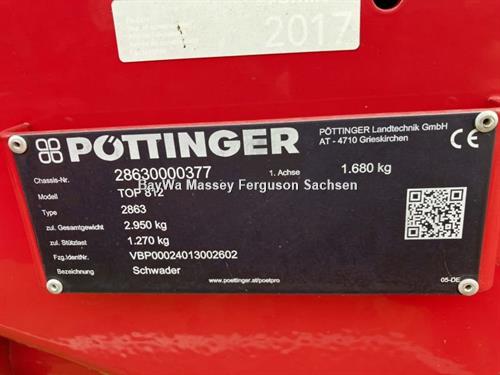 2017
PÖTTINGER
PÖTTINGER Landtechnik GmbH
AT - 4710 Grieskirchen
CE
Chassis-Nr. 28630000377 1. Achse 1.680 kg
BayWa Massey Ferguson Sachsen
Modell TOP 812
Type 2863
zul. Gesamtgewicht 2.950 kg
zul. Stützlast 1.270 kg
Fzg.IdentNr. VBP00024013002602
Bezeichnung Schwader
www.poettinger.at/poetpro
05-DE